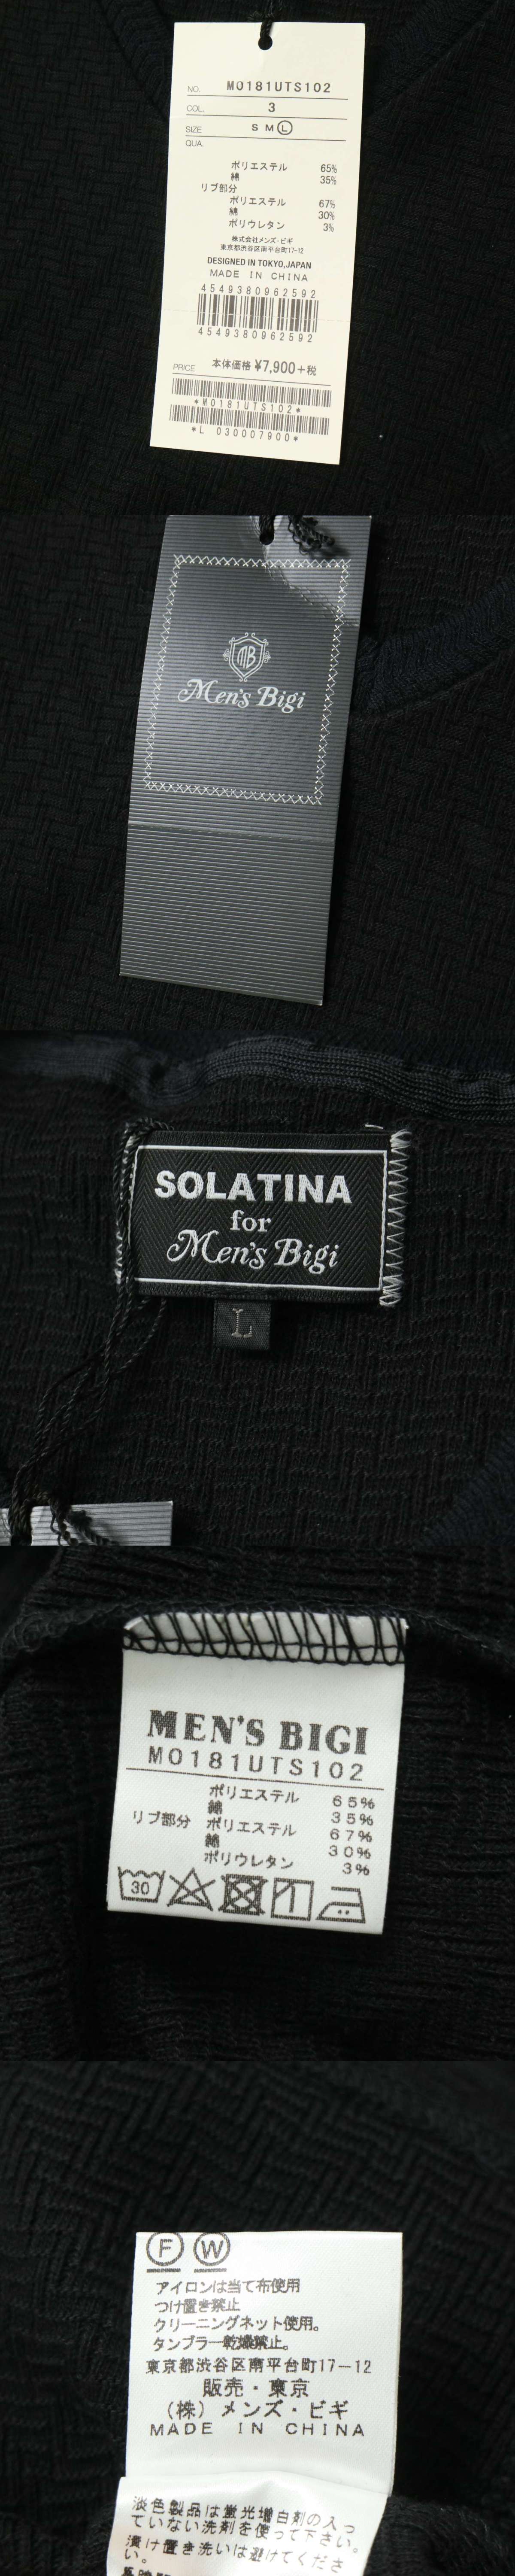 NO. M0181UTS102
COL. 3
SIZE S M L
QUA.
ポリエステル 65%
綿 35%
リブ部分
ポリエステル 67%
綿 30%
ポリウレタン 3%
株式会社メンズ・ビギ
東京都渋谷区南平台町17-12
DESIGNED IN TOKYO,JAPAN
MADE IN CHINA
4549380962592
4549380962592
PRICE 本体価格 ¥7,900+税
*M0181UTS102*
*L 030007900*
MB
Men's Bigi
SOLATINA
for
Men's Bigi
L
MEN'S BIGI
M0181UTS102
ポリエステル 65%
綿 35%
リブ部分 ポリエステル 67%
綿 30%
ポリウレタン 3%
30
F W
アイロンは当て布使用
つけ置き禁止
クリーニングネット使用。
タンブラー乾燥禁止。
東京都渋谷区南平台町17-12
販売・東京
(株)メンズ・ビギ
MADE IN CHINA
淡色製品は蛍光増白剤の入っ
ていない洗剤を使って下さい。
漬け置き洗いは避けてくださ
い。